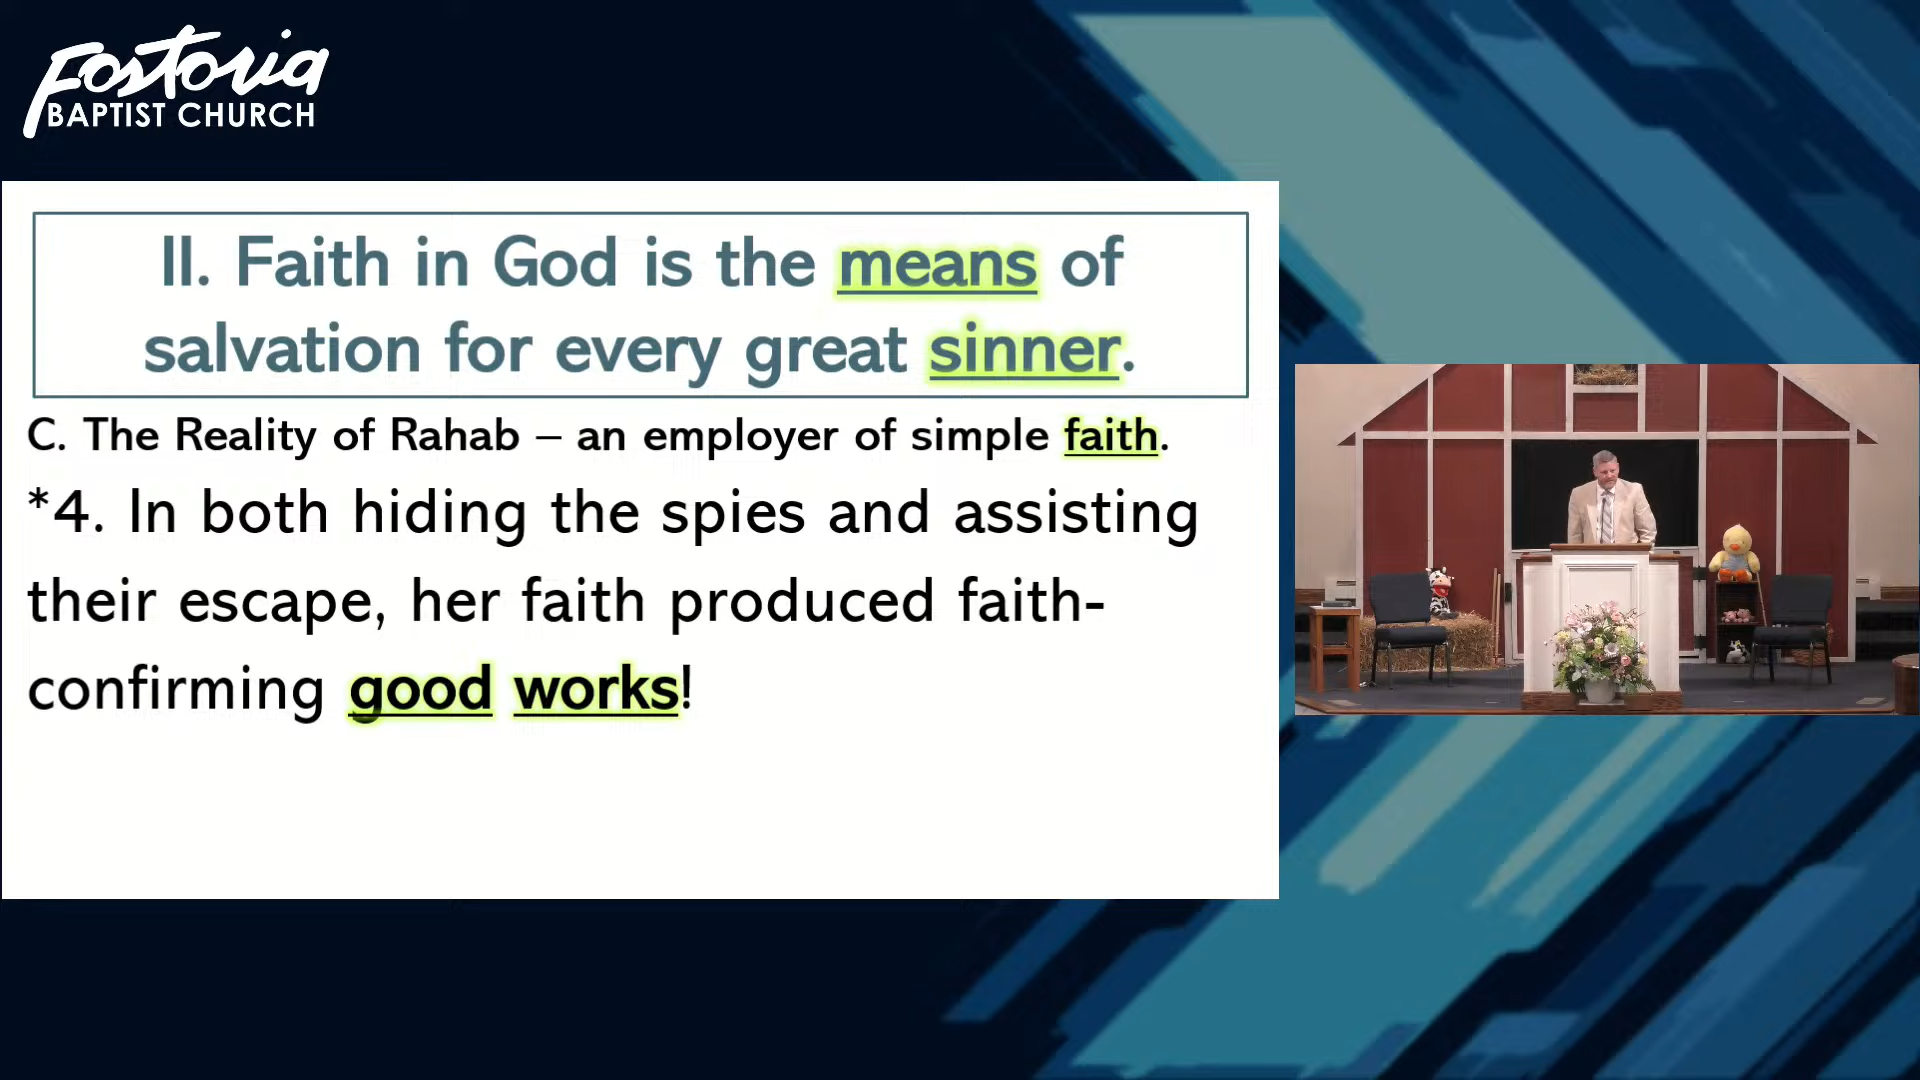 Fostoria
BAPTIST CHURCH
II. Faith in God is the means of
salvation for every great sinner.
C. The Reality of Rahab – an employer of simple faith.
*4. In both hiding the spies and assisting
their escape, her faith produced faith-
confirming good works!